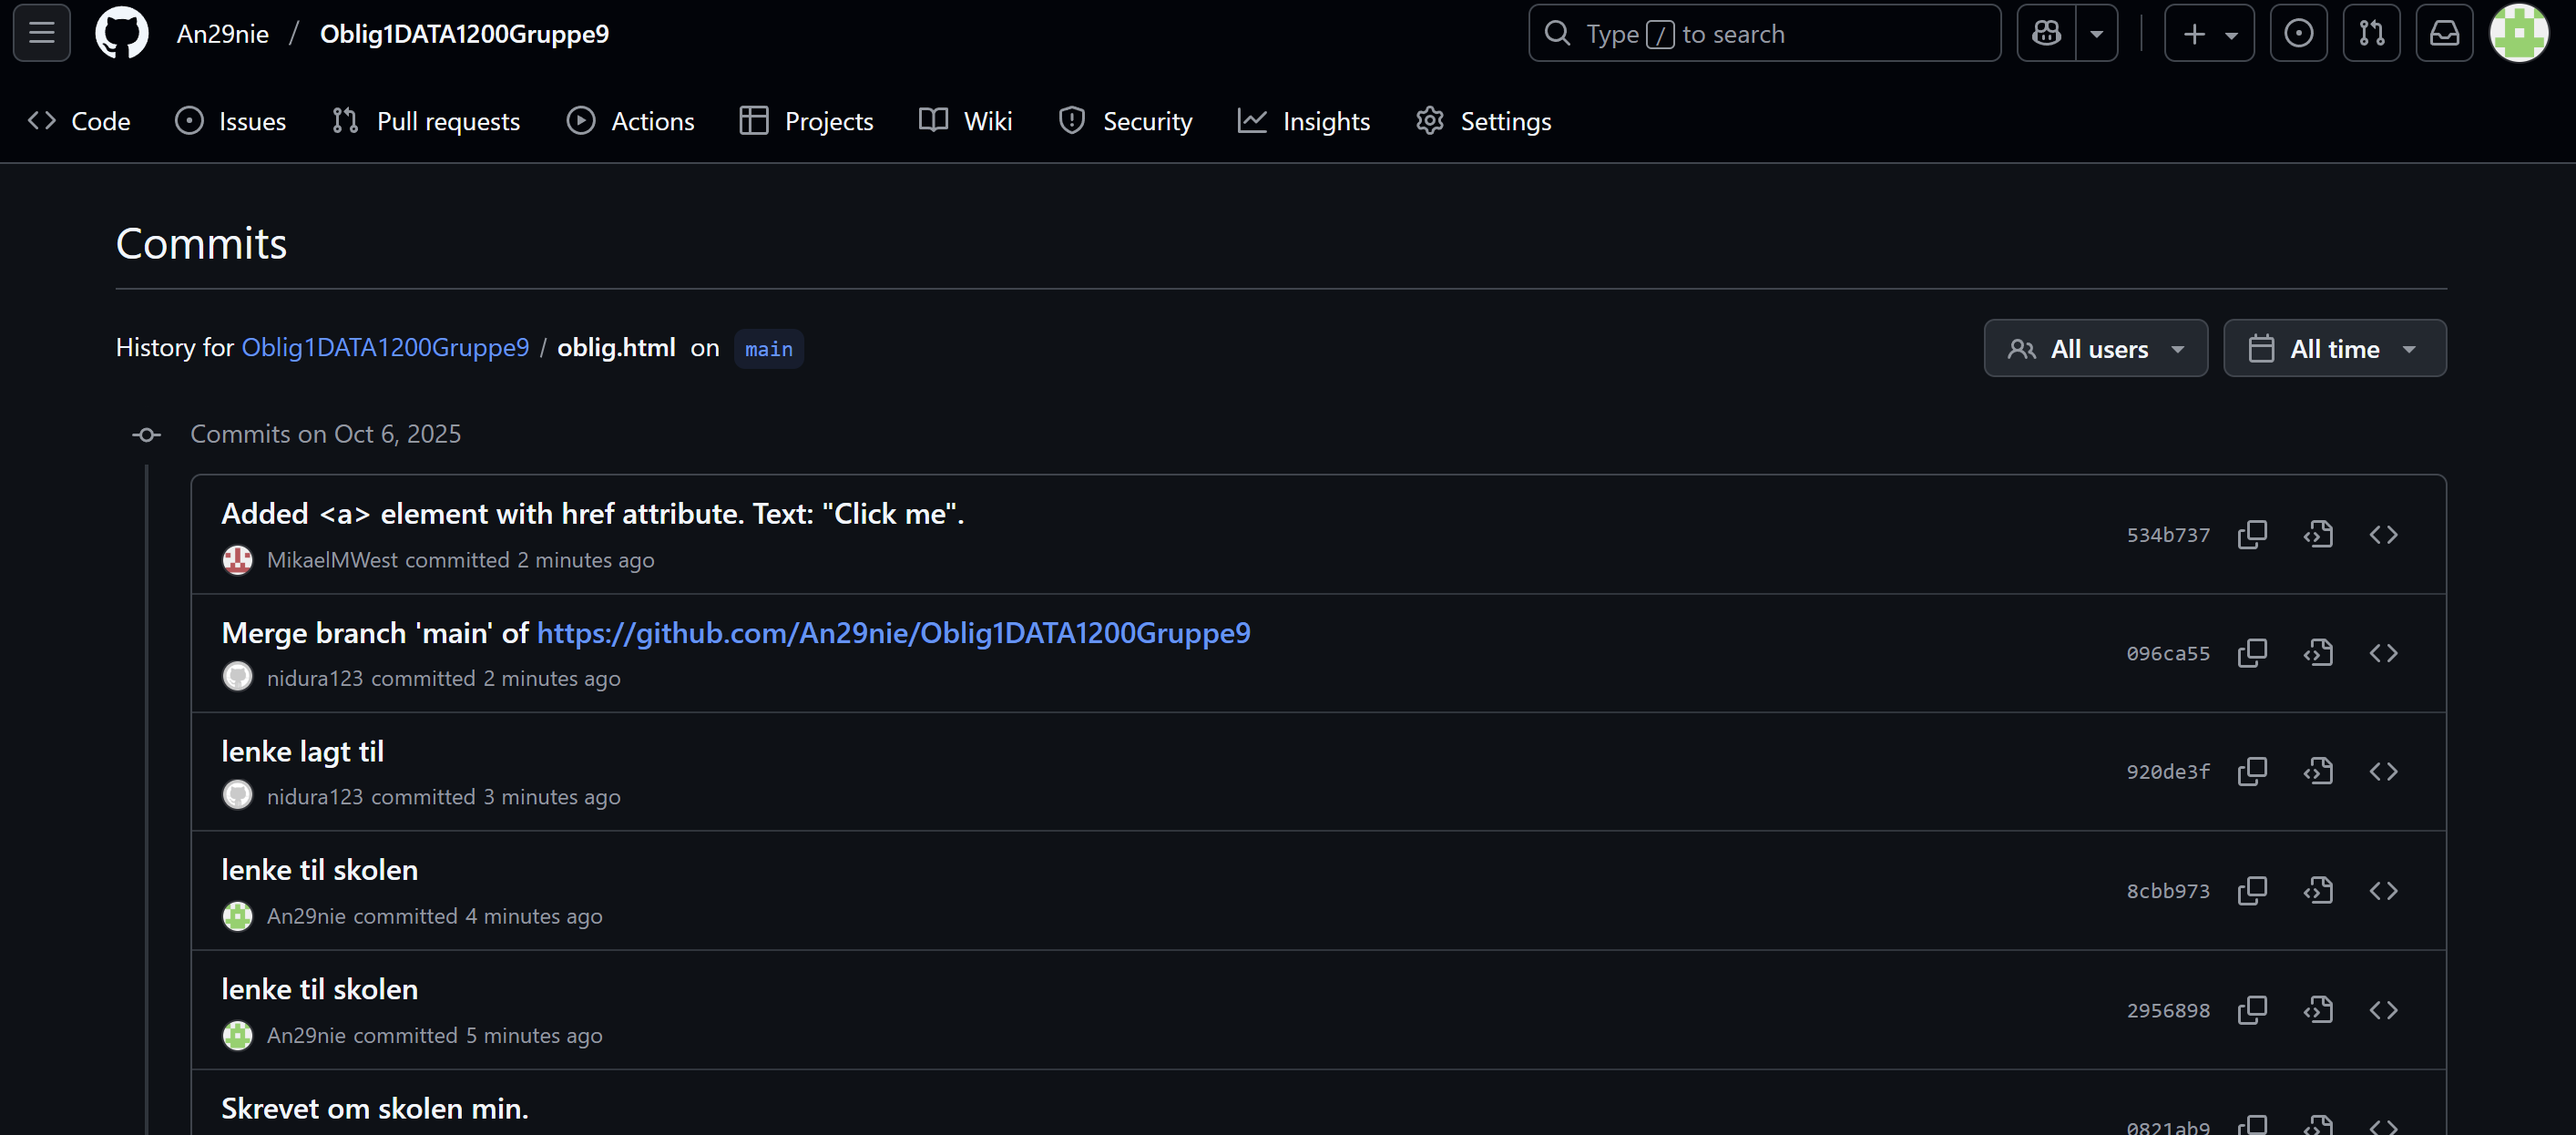 An29nie / Oblig1DATA1200Gruppe9
Type / to search
Code Issues Pull requests Actions Projects Wiki Security Insights Settings
Commits
History for Oblig1DATA1200Gruppe9 / oblig.html on main
All users All time
Commits on Oct 6, 2025
Added <a> element with href attribute. Text: "Click me".
MikaelMWest committed 2 minutes ago
534b737
Merge branch 'main' of https://github.com/An29nie/Oblig1DATA1200Gruppe9
nidura123 committed 2 minutes ago
096ca55
lenke lagt til
nidura123 committed 3 minutes ago
920de3f
lenke til skolen
An29nie committed 4 minutes ago
8cbb973
lenke til skolen
An29nie committed 5 minutes ago
2956898
Skrevet om skolen min.
0821ab9